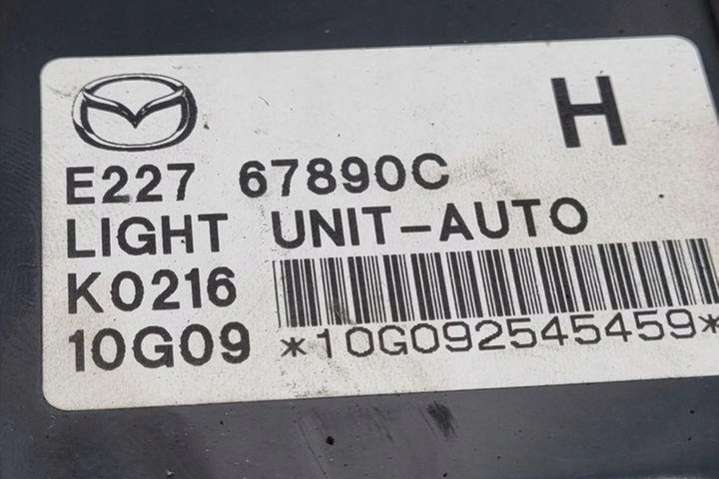 H
E227 67890C
LIGHT UNIT-AUTO
K0216
10G09
*10G092545459*